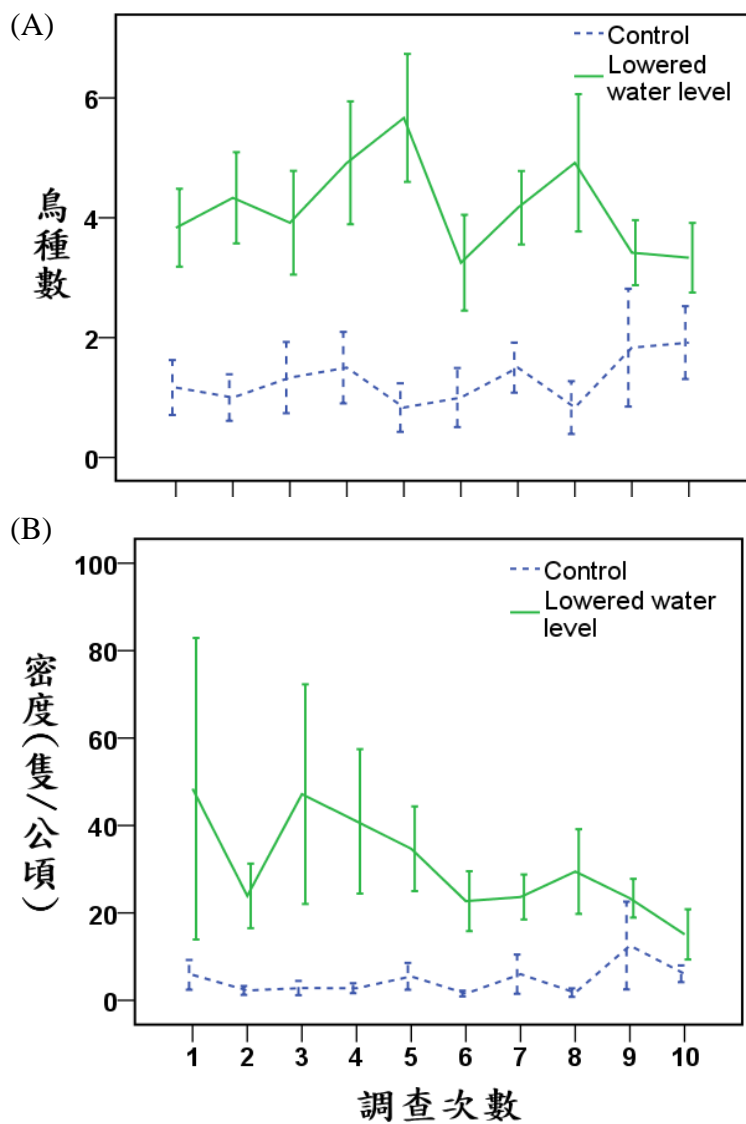 (A)
Control
Lowered
water level
6
4
2
0
鳥種數
(B)
Control
Lowered water
level
100
80
60
40
20
0
密度(隻/公頃)
1 2 3 4 5 6 7 8 9 10
調查次數